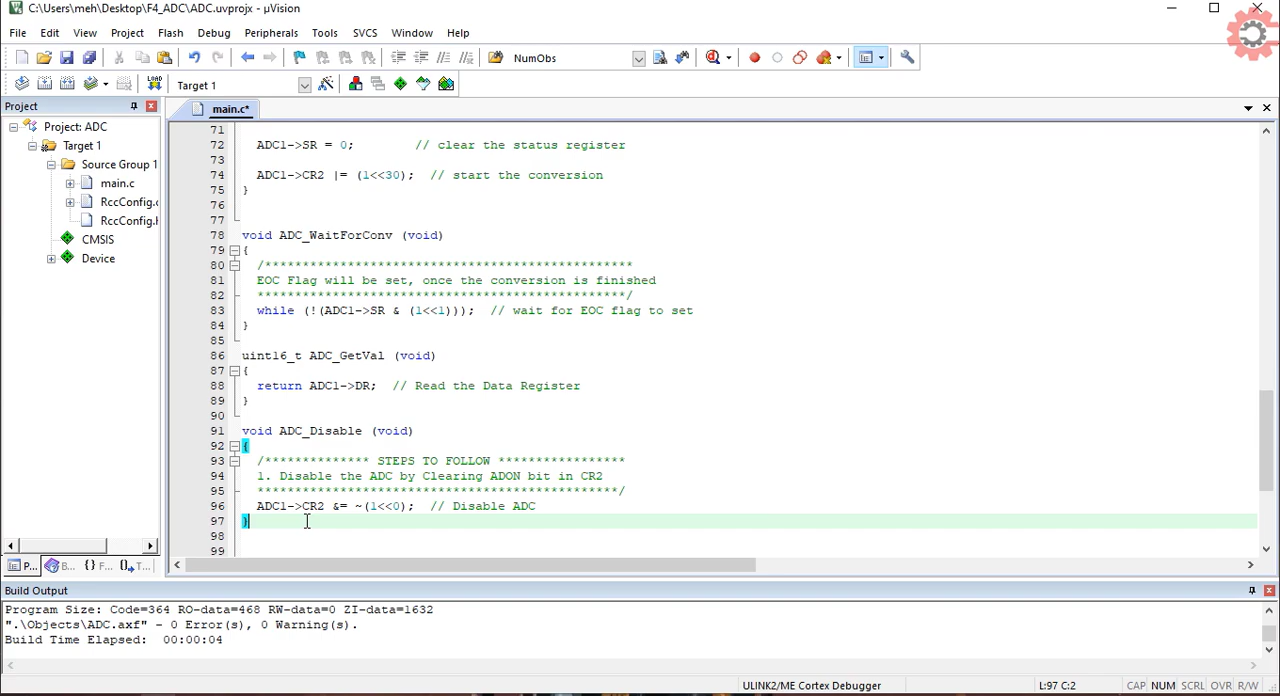 C:\Users\meh\Desktop\F4_ADC\ADC.uvprojx - µVision
File Edit View Project Flash Debug Peripherals Tools SVCS Window Help
NumObs
LOAD Target 1
Project
main.c*
Project: ADC
Target 1
Source Group 1
main.c
RccConfig.c
RccConfig.h
CMSIS
Device
71
72 ADC1->SR = 0; // clear the status register
73
74 ADC1->CR2 |= (1<<30); // start the conversion
75 }
76
77
78 void ADC_WaitForConv (void)
79 {
80 /*************************************************
81 EOC Flag will be set, once the conversion is finished
82 *************************************************/
83 while (!(ADC1->SR & (1<<1))); // wait for EOC flag to set
84 }
85
86 uint16_t ADC_GetVal (void)
87 {
88 return ADC1->DR; // Read the Data Register
89 }
90
91 void ADC_Disable (void)
92 {
93 /************** STEPS TO FOLLOW *****************
94 1. Disable the ADC by Clearing ADON bit in CR2
95 ************************************************/
96 ADC1->CR2 &= ~(1<<0); // Disable ADC
97 }
98
99
P... B... {} F... T...
Build Output
Program Size: Code=364 RO-data=468 RW-data=0 ZI-data=1632
".\Objects\ADC.axf" - 0 Error(s), 0 Warning(s).
Build Time Elapsed: 00:00:04
ULINK2/ME Cortex Debugger L:97 C:2 CAP NUM SCRL OVR R/W